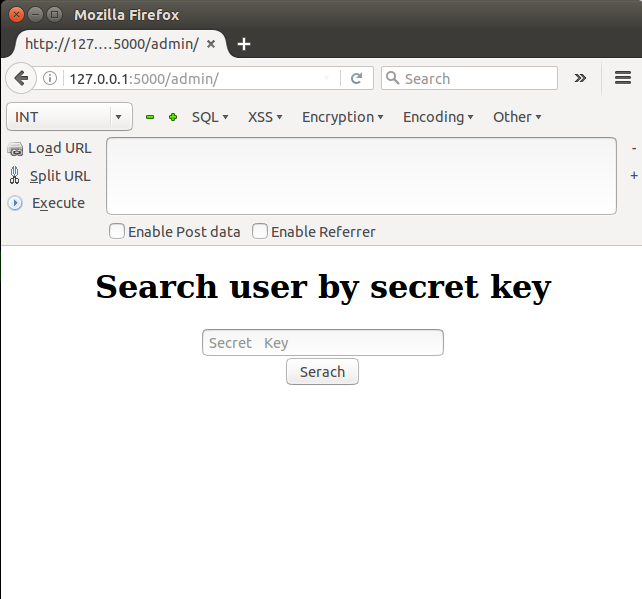 Mozilla Firefox
http://127....5000/admin/
127.0.0.1:5000/admin/
Search
INT
SQL
XSS
Encryption
Encoding
Other
Load URL
Split URL
Execute
-
+
Enable Post data
Enable Referrer
Search user by secret key
Secret Key
Serach